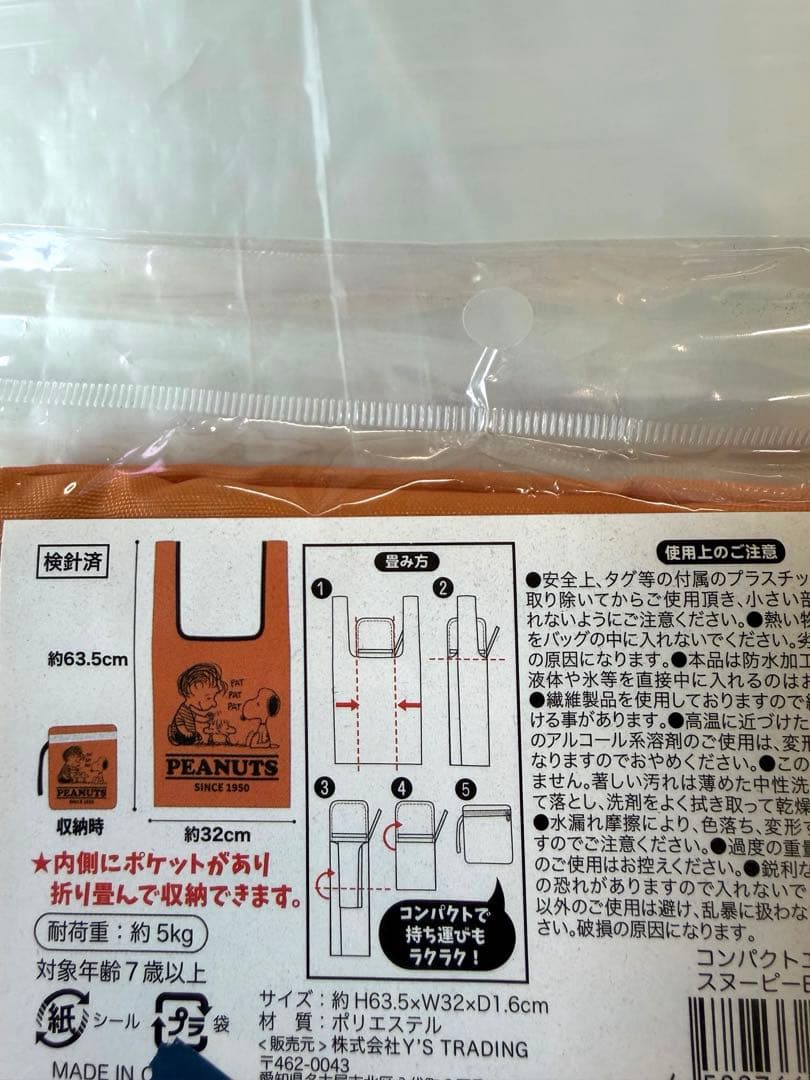 検針済
約63.5cm
PAT
PAT
PAT
PEANUTS
SINCE 1950
PEANUTS
SINCE 1950
収納時
約32cm
★内側にポケットがあり
折り畳んで収納できます。
耐荷重：約5kg
対象年齢7歳以上
紙 シール
プラ 袋
MADE IN C
畳み方
1
2
3
4
5
コンパクトで
持ち運びも
ラクラク！
サイズ：約H63.5×W32×D1.6cm
材 質：ポリエステル
<販売元>株式会社Y'S TRADING
〒462-0043
使用上のご注意
●安全上、タグ等の付属のプラスチッ
取り除いてからご使用頂き、小さい部
れないようにご注意ください。●熱い物
をバッグの中に入れないでください。劣
の原因になります。●本品は防水加工
液体や氷等を直接中に入れるのはお
●繊維製品を使用しておりますので
ける事があります。●高温に近づけた
のアルコール系溶剤のご使用は、変形
なりますのでおやめください。●この
ません。著しい汚れは薄めた中性洗
て落とし、洗剤をよく拭き取って乾燥
●水漏れ摩擦により、色落ち、変形
すのでご注意ください。●過度の重量
のご使用はお控えください。●鋭利な
の恐れがありますので入れないで
以外のご使用は避け、乱暴に扱わな
さい。破損の原因になります。
コンパクトエ
スヌーピー